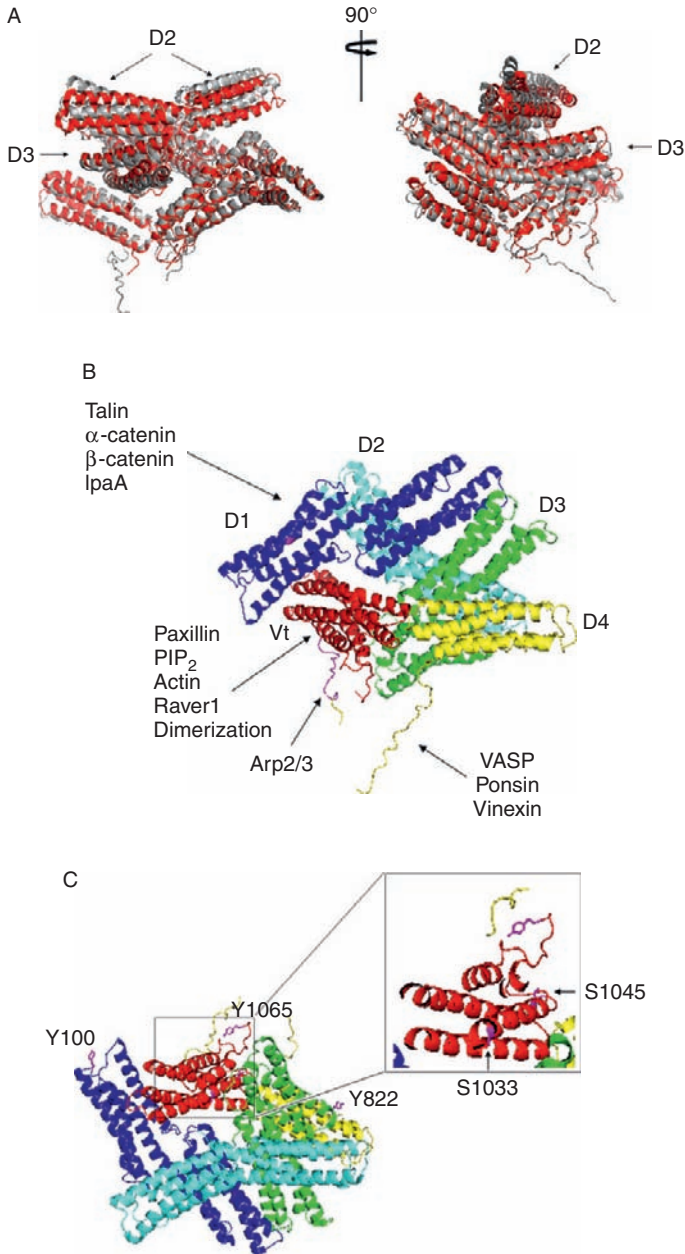 A
D2
90°
D2
D3
D3
B
Talin
α-catenin
β-catenin
IpaA
D2
D1
D3
D4
Vt
Paxillin
PIP₂
Actin
Raver1
Dimerization
Arp2/3
VASP
Ponsin
Vinexin
C
Y1065
Y100
Y822
S1045
S1033